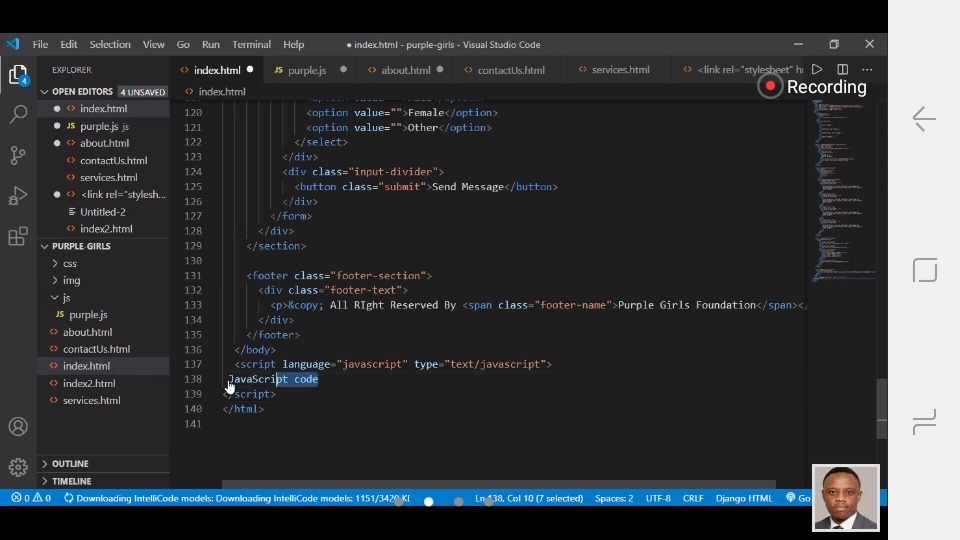 File Edit Selection View Go Run Terminal Help
● index.html - purple-girls - Visual Studio Code
EXPLORER
index.html
purple.js
about.html
contactUs.html
services.html
<link rel="stylesheet" h
Recording
OPEN EDITORS 4 UNSAVED
index.html
purple.js js
about.html
contactUs.html
services.html
<link rel="stylesh...
Untitled-2
index2.html
PURPLE-GIRLS
css
img
js
purple.js
about.html
contactUs.html
index.html
index2.html
services.html
OUTLINE
TIMELINE
index.html
120 <option value="">Female</option>
121 <option value="">Other</option>
122 </select>
123 </div>
124 <div class="input-divider">
125 <button class="submit">Send Message</button>
126 </div>
127 </form>
128 </div>
129 </section>
130
131 <footer class="footer-section">
132 <div class="footer-text">
133 <p>&copy; All RIght Reserved By <span class="footer-name">Purple Girls Foundation</span></
134 </div>
135 </footer>
136 </body>
137 <script language="javascript" type="text/javascript">
138 JavaScript code
139 </script>
140 </html>
141
0 0 Downloading IntelliCode models: Downloading IntelliCode models: 1151/3420 KI
Ln 138, Col 10 (7 selected) Spaces: 2 UTF-8 CRLF Django HTML Go